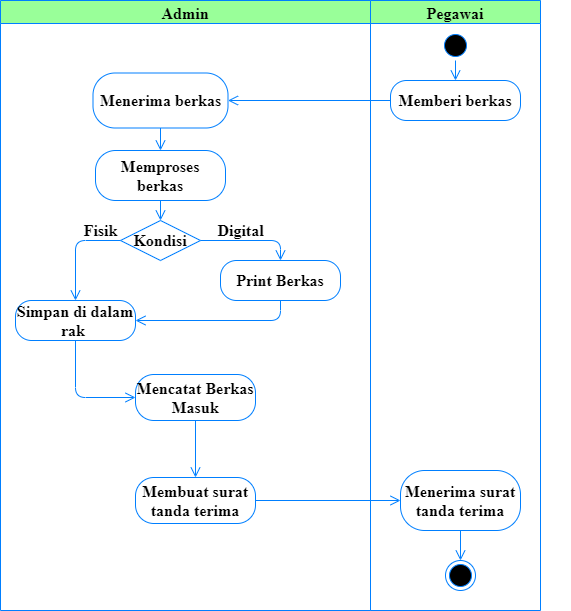 Admin
Pegawai
Memberi berkas
Menerima berkas
Memproses
berkas
Fisik
Kondisi
Digital
Print Berkas
Simpan di dalam
rak
Mencatat Berkas
Masuk
Membuat surat
tanda terima
Menerima surat
tanda terima